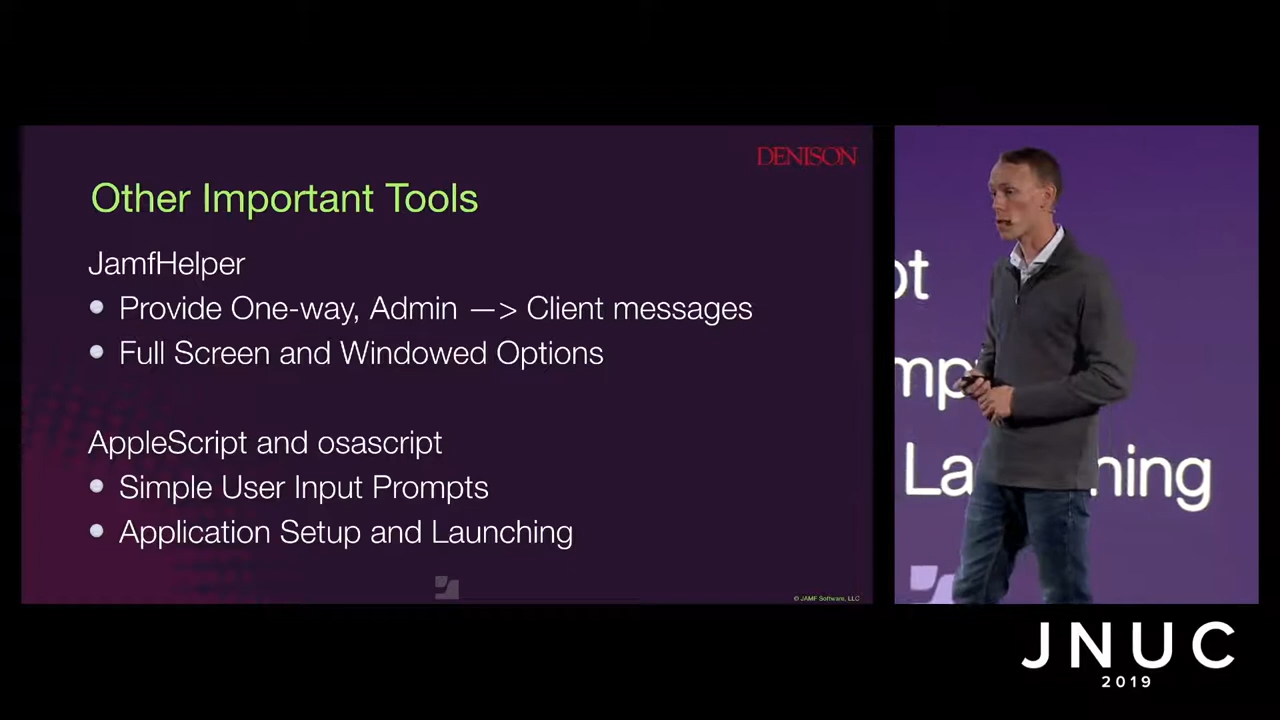 DENISON
Other Important Tools
JamfHelper
Provide One-way, Admin —> Client messages
Full Screen and Windowed Options
AppleScript and osascript
Simple User Input Prompts
Application Setup and Launching
© JAMF Software, LLC
ot
mp
La
hing
JNUC
2019